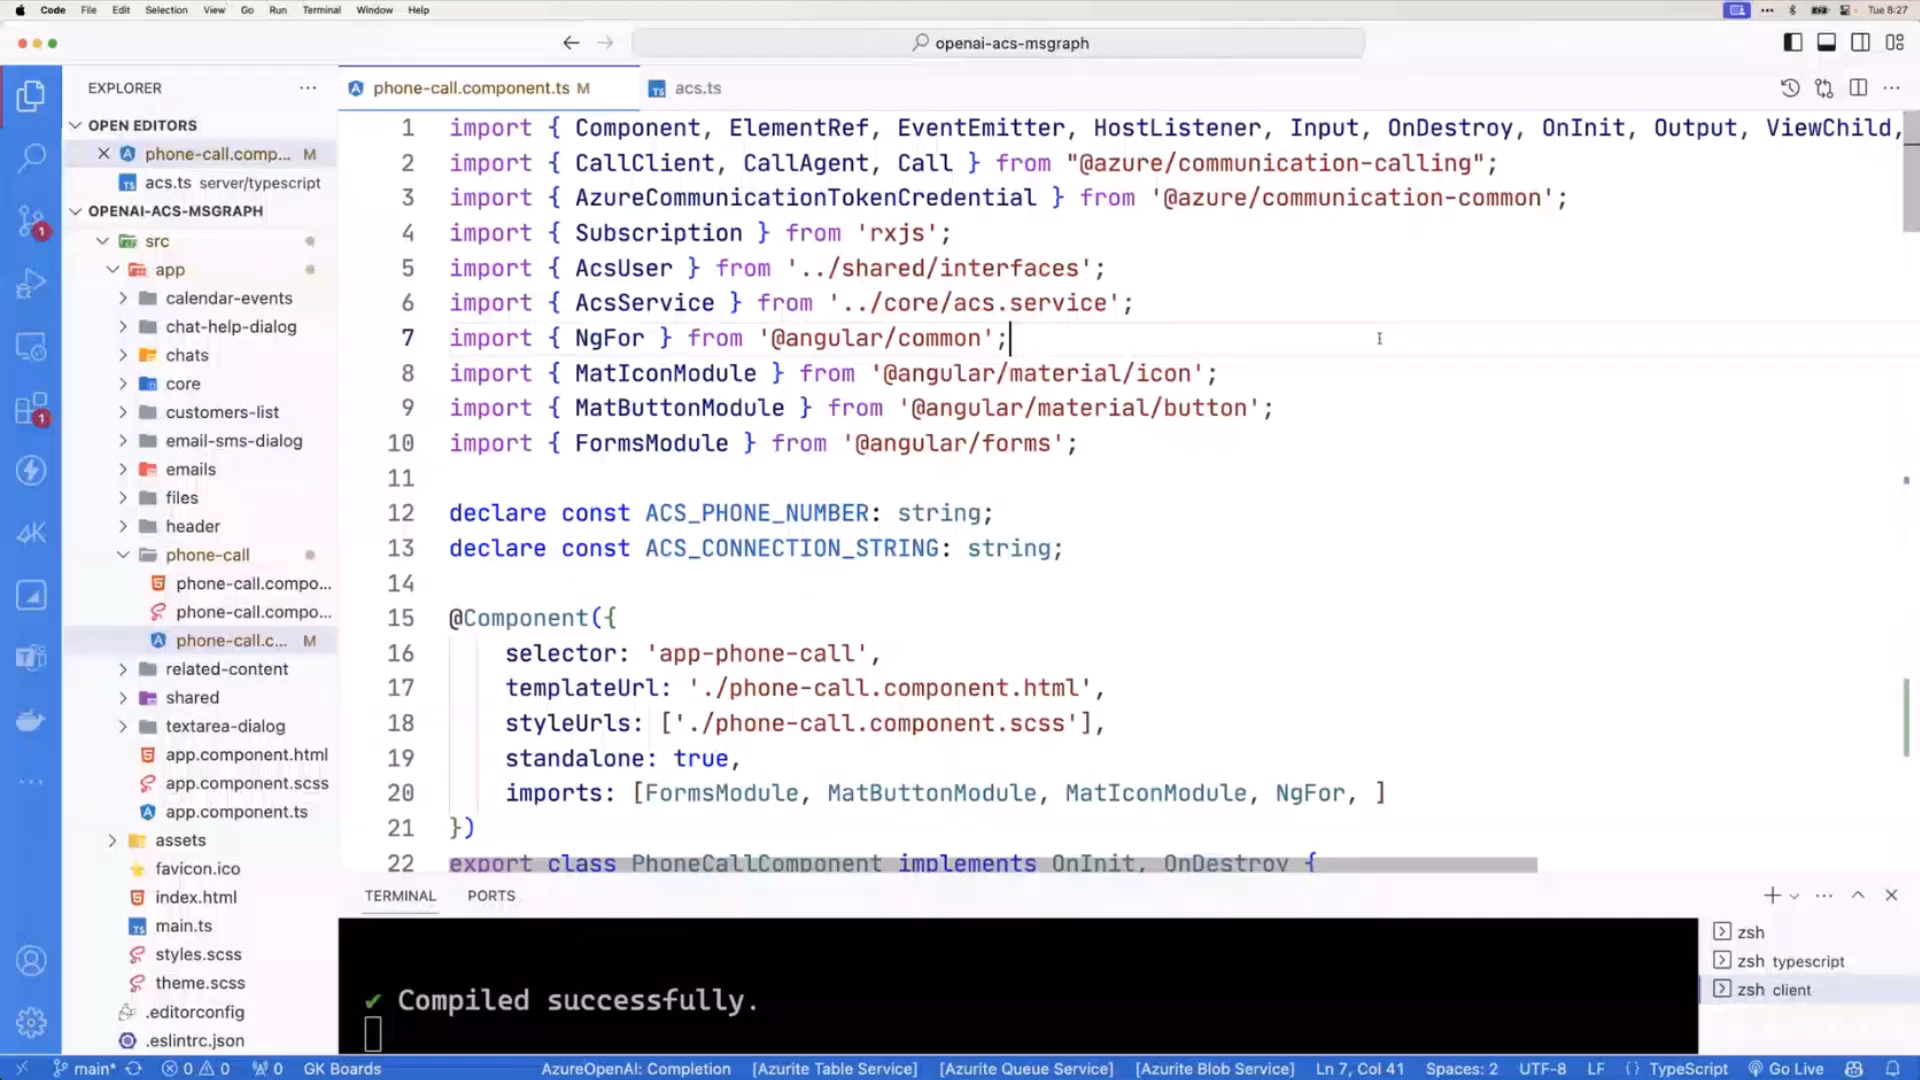 Code File Edit Selection View Go Run Terminal Window Help Tue 8:27
openai-acs-msgraph
EXPLORER
OPEN EDITORS
phone-call.comp... M
acs.ts server/typescript
OPENAI-ACS-MSGRAPH
src
app
calendar-events
chat-help-dialog
chats
core
customers-list
email-sms-dialog
emails
files
header
phone-call
phone-call.compo...
phone-call.compo...
phone-call.c... M
related-content
shared
textarea-dialog
app.component.html
app.component.scss
app.component.ts
assets
favicon.ico
index.html
main.ts
styles.scss
theme.scss
.editorconfig
.eslintrc.json
phone-call.component.ts M
acs.ts
1 import { Component, ElementRef, EventEmitter, HostListener, Input, OnDestroy, OnInit, Output, ViewChild,
2 import { CallClient, CallAgent, Call } from "@azure/communication-calling";
3 import { AzureCommunicationTokenCredential } from '@azure/communication-common';
4 import { Subscription } from 'rxjs';
5 import { AcsUser } from '../shared/interfaces';
6 import { AcsService } from '../core/acs.service';
7 import { NgFor } from '@angular/common';
8 import { MatIconModule } from '@angular/material/icon';
9 import { MatButtonModule } from '@angular/material/button';
10 import { FormsModule } from '@angular/forms';
11
12 declare const ACS_PHONE_NUMBER: string;
13 declare const ACS_CONNECTION_STRING: string;
14
15 @Component({
16 selector: 'app-phone-call',
17 templateUrl: './phone-call.component.html',
18 styleUrls: ['./phone-call.component.scss'],
19 standalone: true,
20 imports: [FormsModule, MatButtonModule, MatIconModule, NgFor, ]
21 })
22 export class PhoneCallComponent implements OnInit, OnDestroy {
TERMINAL PORTS
✔ Compiled successfully.
zsh
zsh typescript
zsh client
1
1
4K
main* 0 0 0 GK Boards AzureOpenAI: Completion [Azurite Table Service] [Azurite Queue Service] [Azurite Blob Service] Ln 7, Col 41 Spaces: 2 UTF-8 LF {} TypeScript Go Live